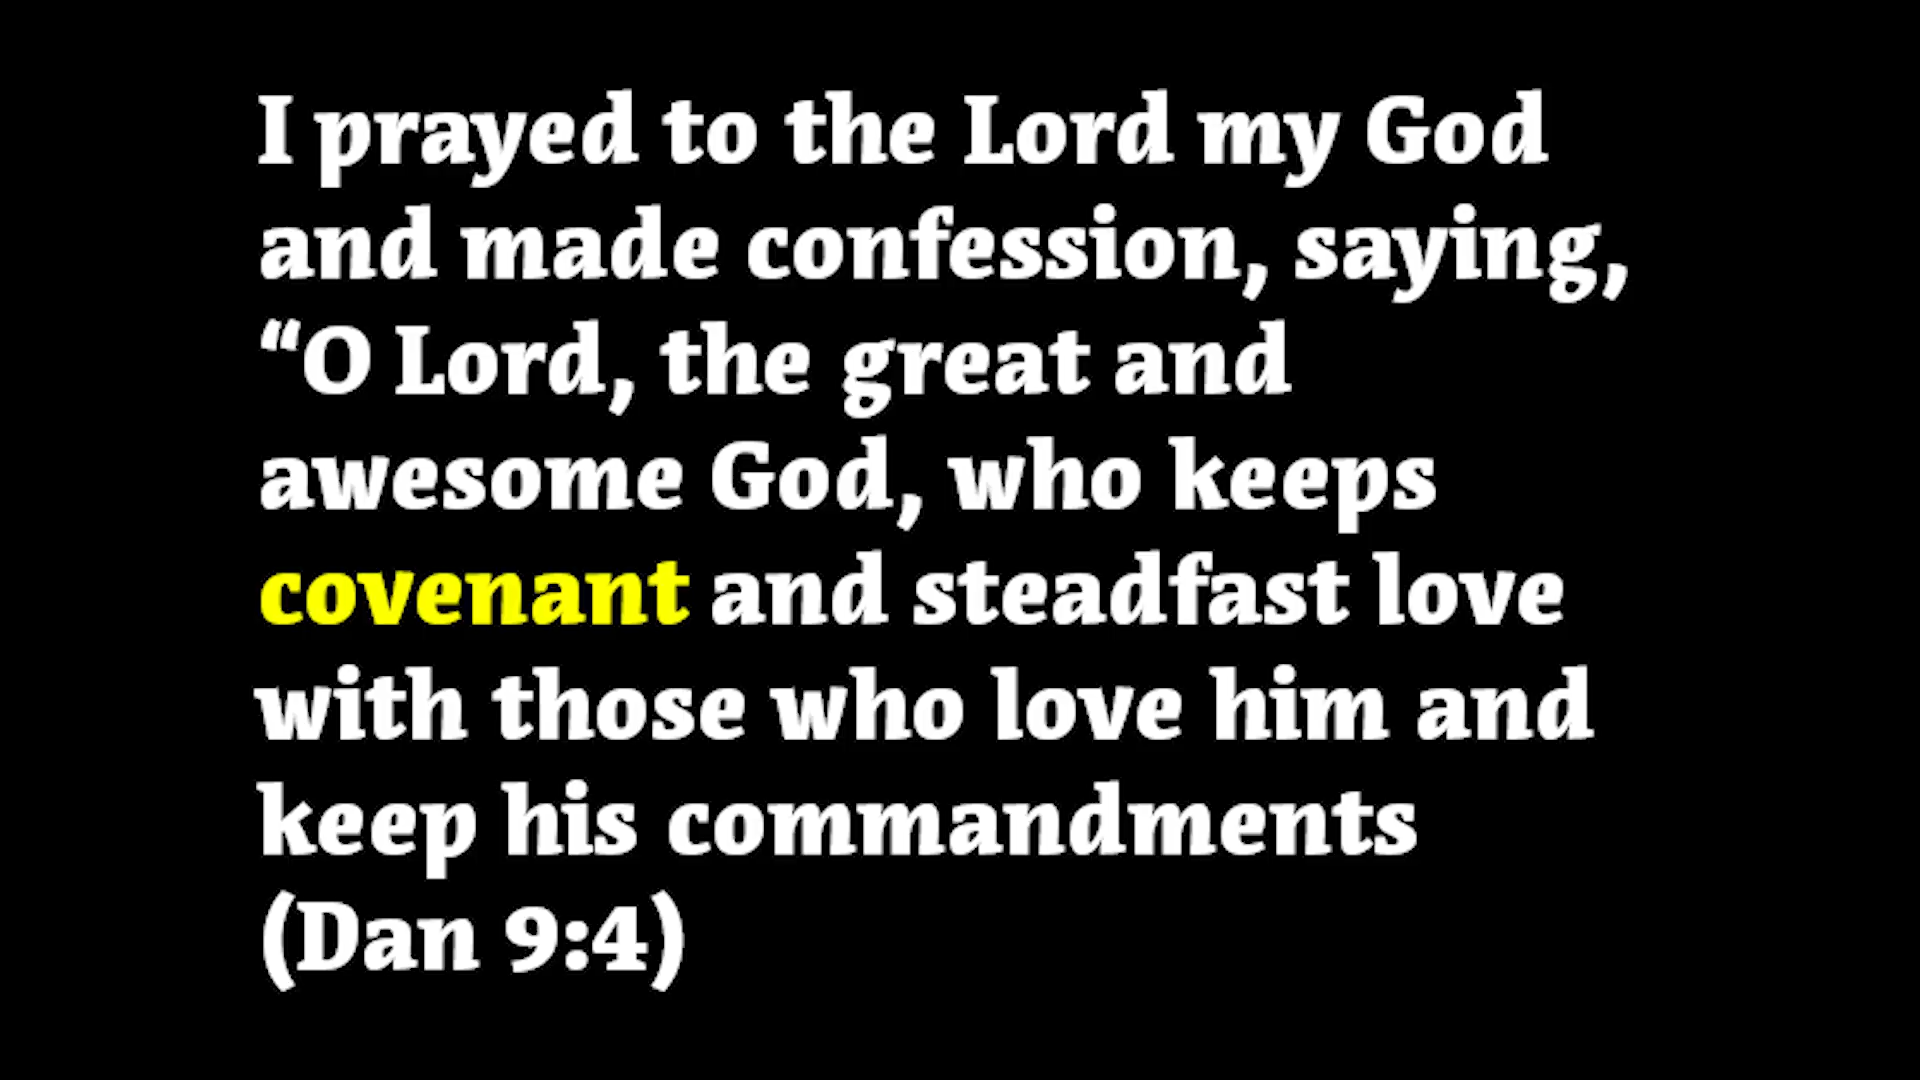 I prayed to the Lord my God
and made confession, saying,
“O Lord, the great and
awesome God, who keeps
covenant and steadfast love
with those who love him and
keep his commandments
(Dan 9:4)